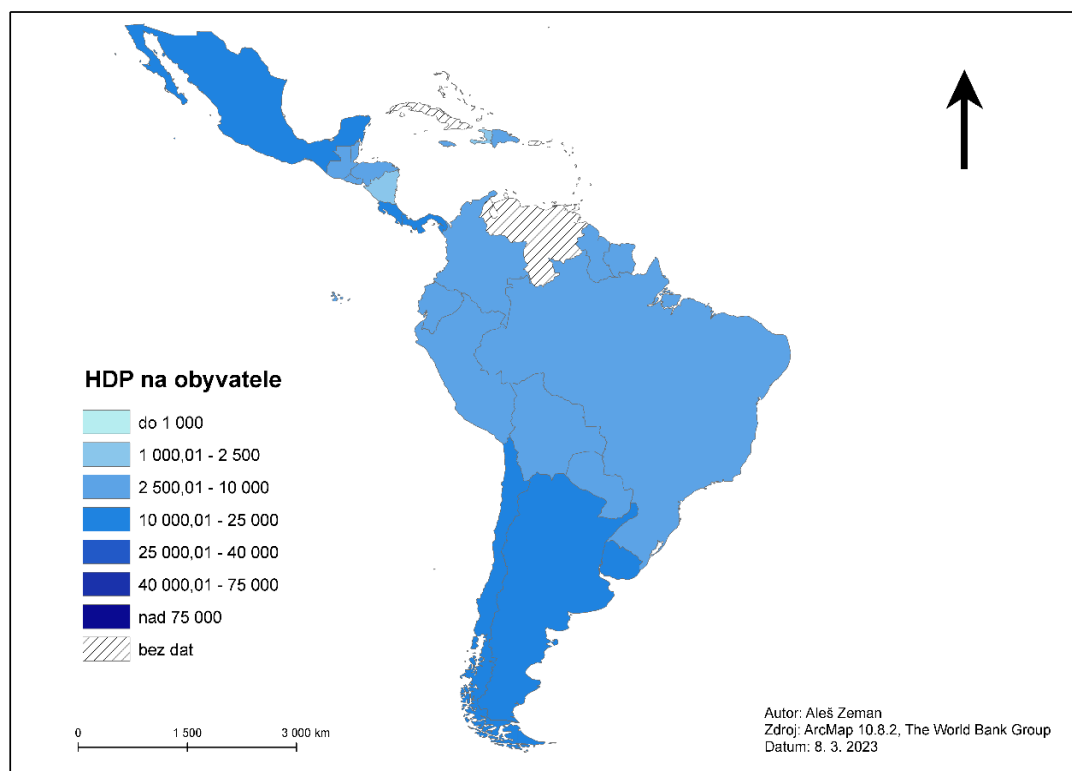 HDP na obyvatele
do 1 000
1 000,01 - 2 500
2 500,01 - 10 000
10 000,01 - 25 000
25 000,01 - 40 000
40 000,01 - 75 000
nad 75 000
bez dat
0 1 500 3 000 km
Autor: Aleš Zeman
Zdroj: ArcMap 10.8.2, The World Bank Group
Datum: 8. 3. 2023